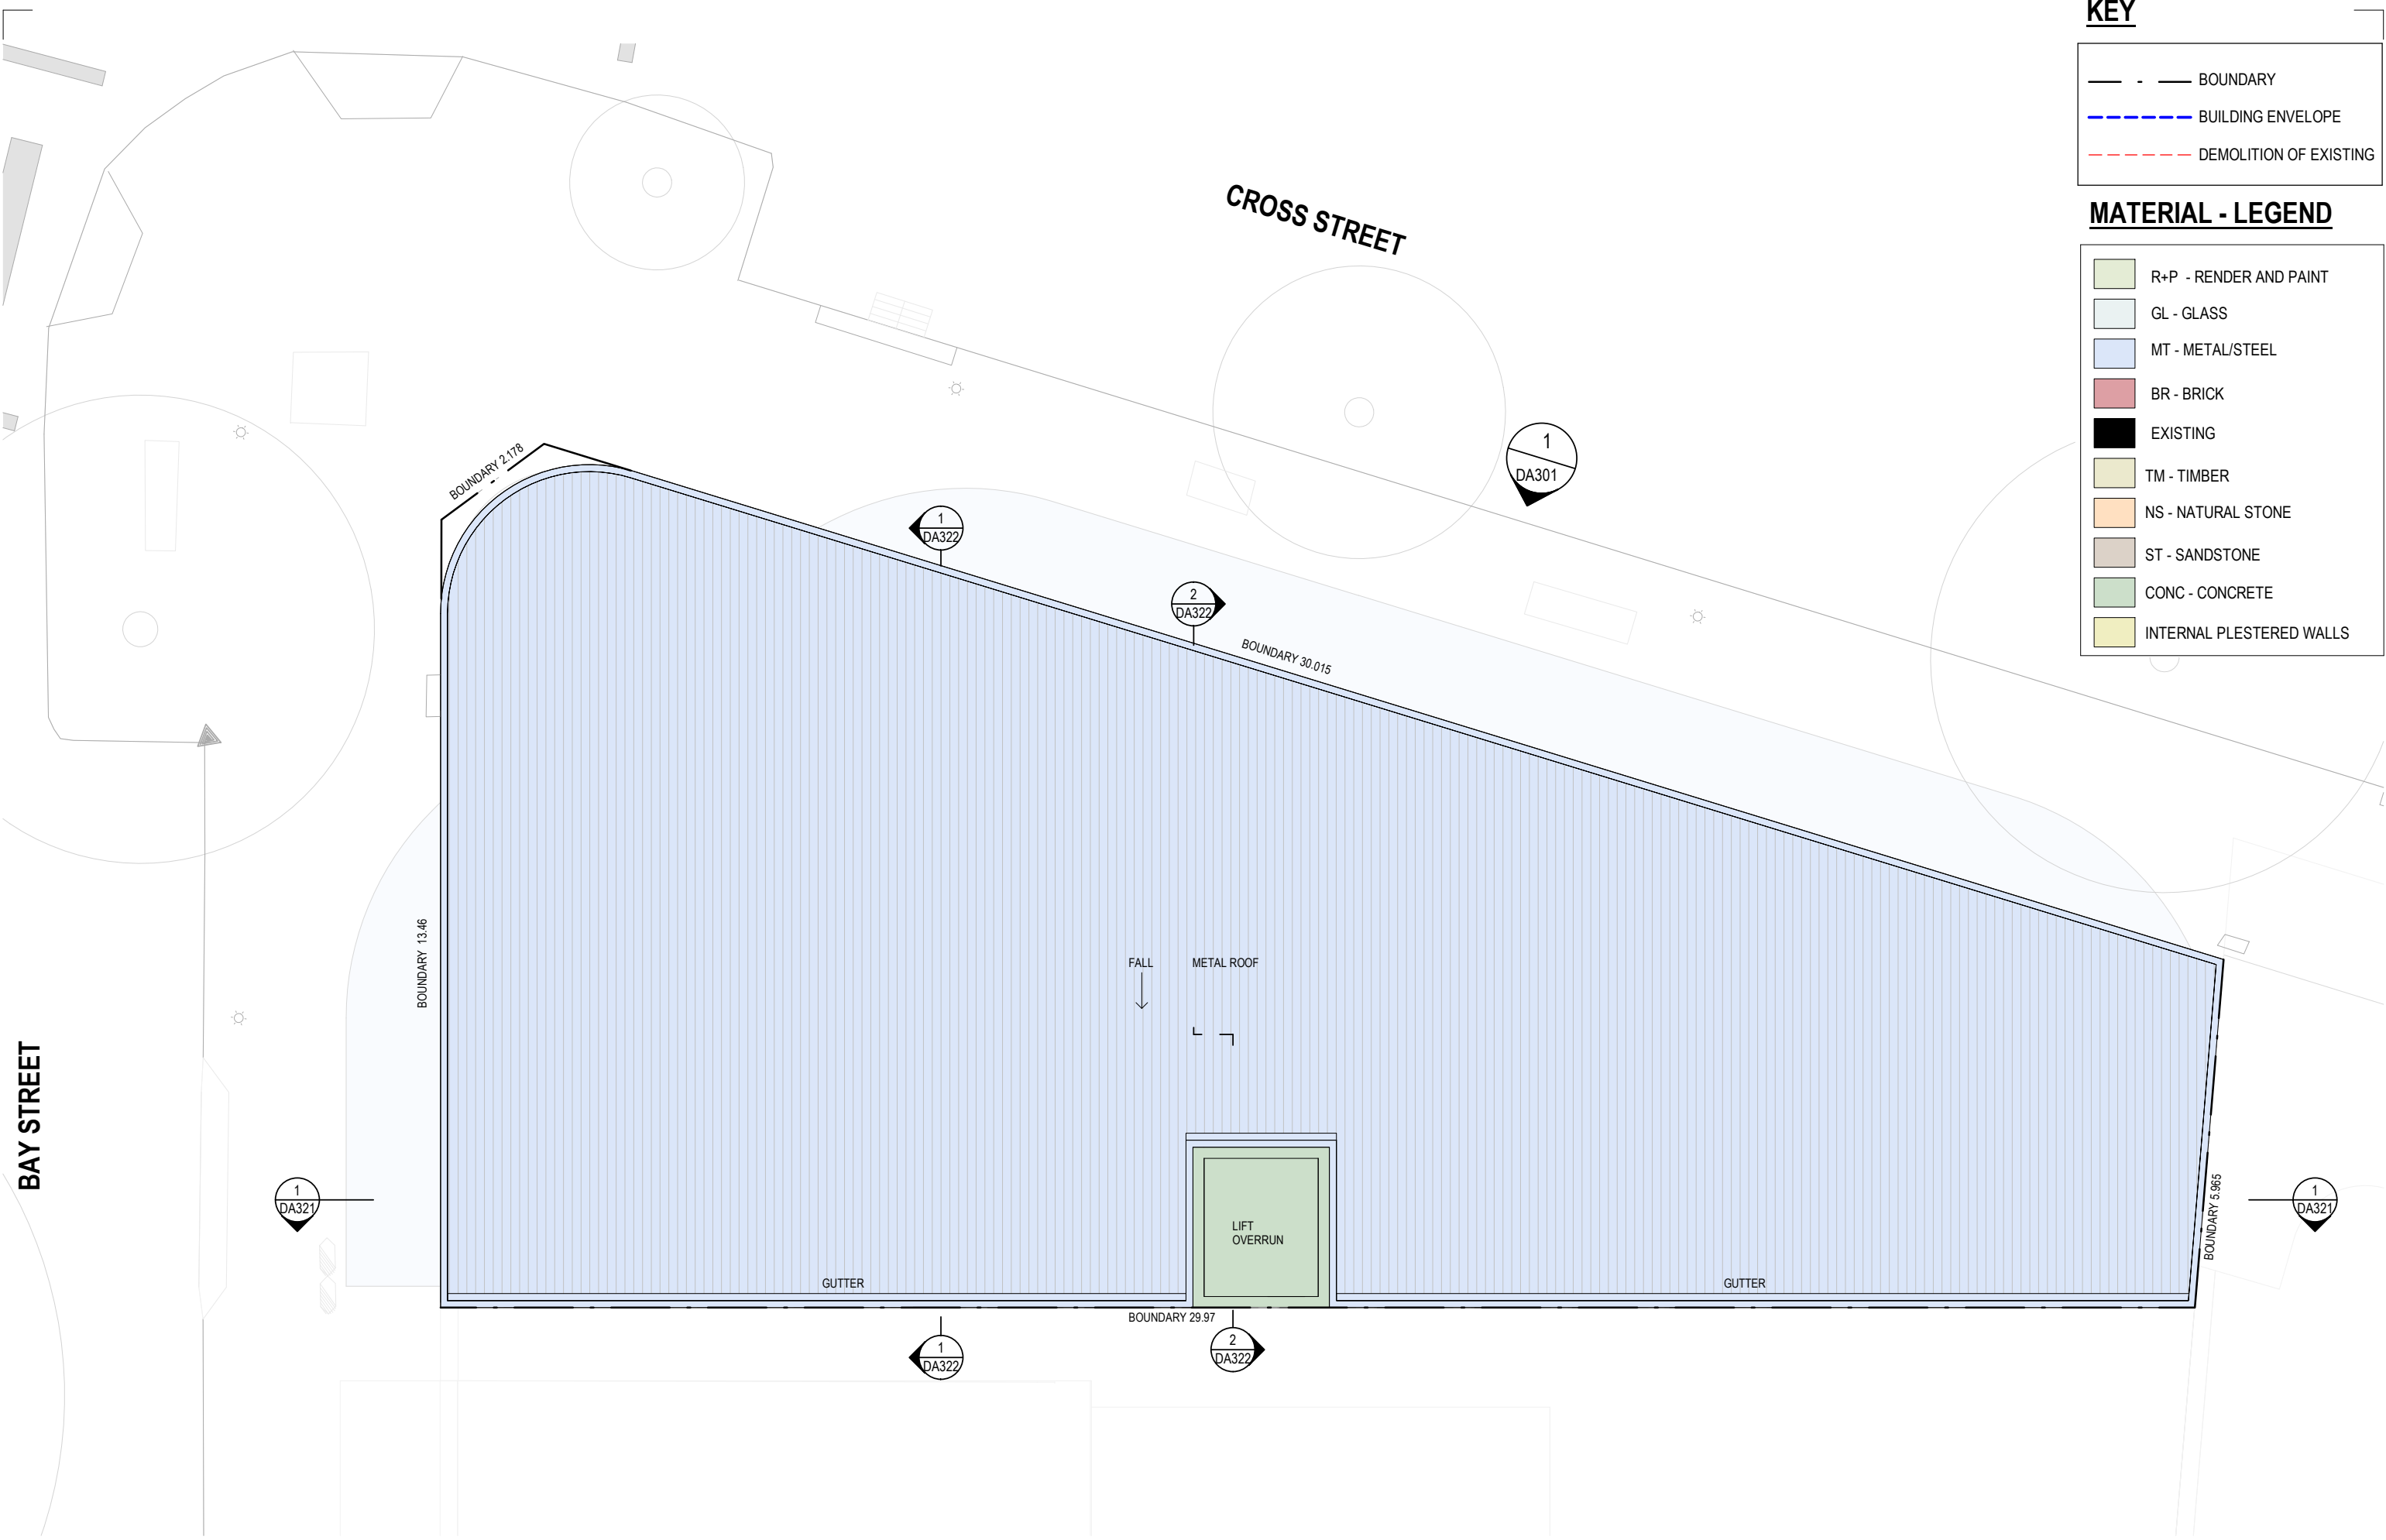 KEY
BOUNDARY
BUILDING ENVELOPE
DEMOLITION OF EXISTING
MATERIAL - LEGEND
R+P - RENDER AND PAINT
GL - GLASS
MT - METAL/STEEL
BR - BRICK
EXISTING
TM - TIMBER
NS - NATURAL STONE
ST - SANDSTONE
CONC - CONCRETE
INTERNAL PLESTERED WALLS
CROSS STREET
BOUNDARY 2.178
1
DA301
1
DA322
2
DA322
BOUNDARY 30.015
BOUNDARY 13.46
FALL
METAL ROOF
BAY STREET
1
DA321
LIFT
OVERRUN
BOUNDARY 5.965
1
DA321
GUTTER
GUTTER
BOUNDARY 29.97
1
DA322
2
DA322